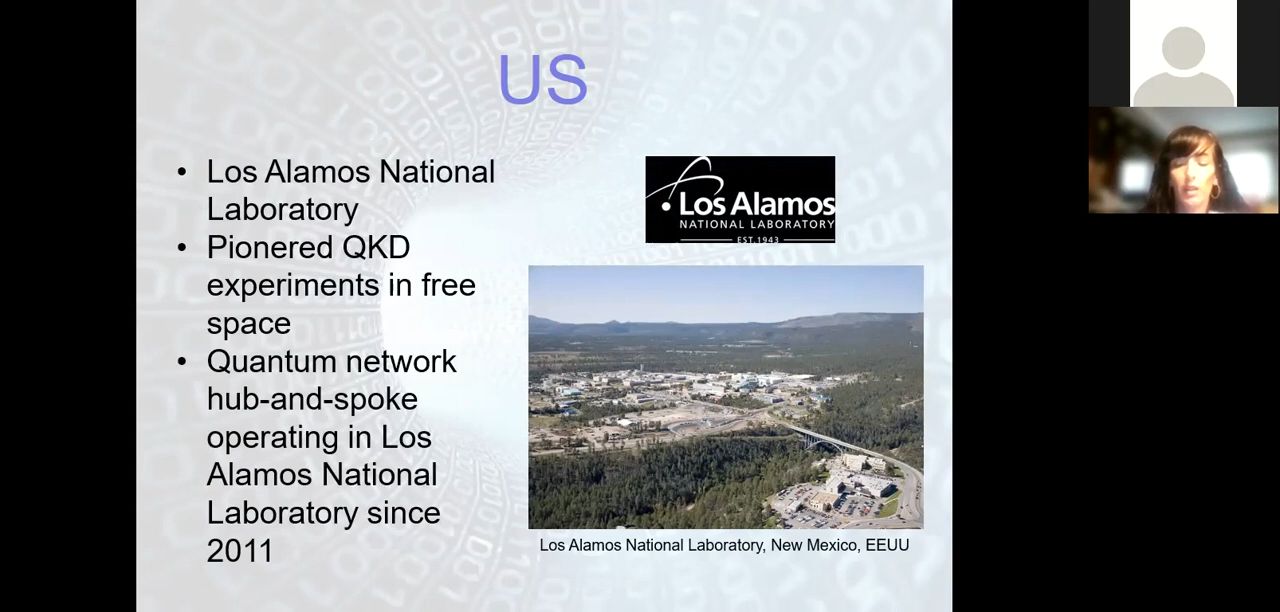 US
• Los Alamos National
Laboratory
• Pionered QKD
experiments in free
space
• Quantum network
hub-and-spoke
operating in Los
Alamos National
Laboratory since
2011
Los Alamos
NATIONAL LABORATORY
EST.1943
Los Alamos National Laboratory, New Mexico, EEUU